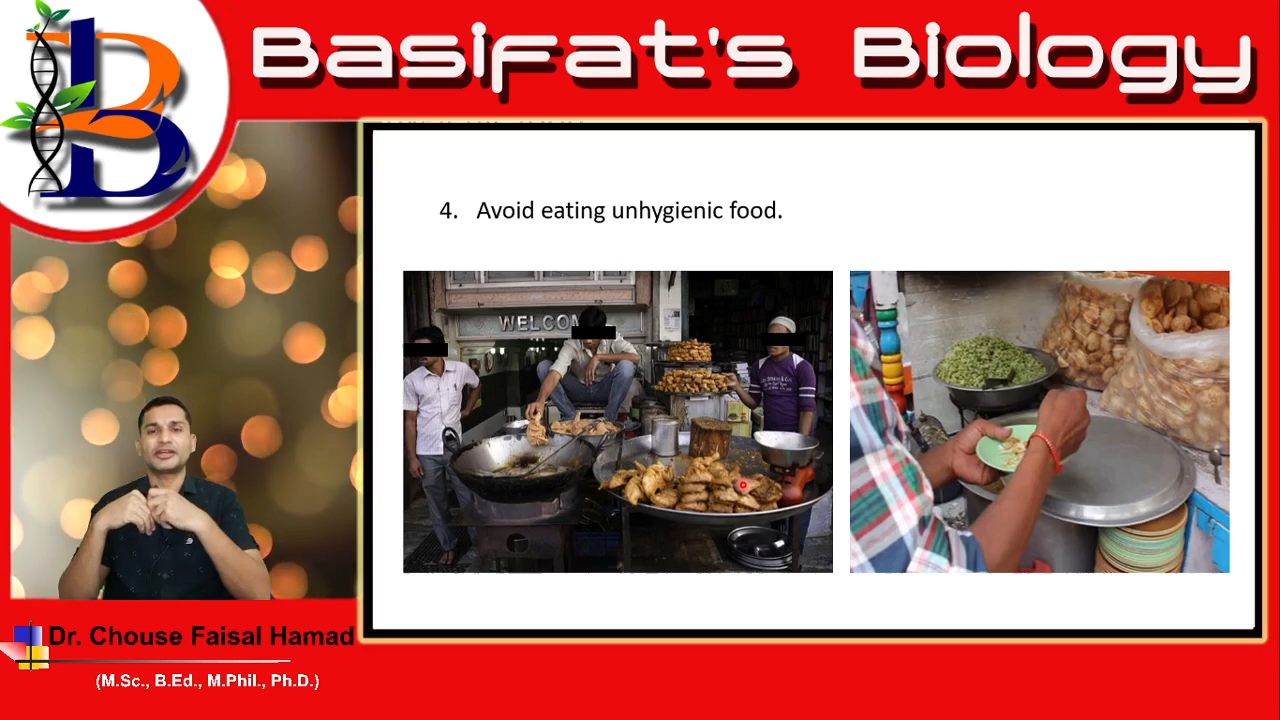 Basifat's Biology
B
4. Avoid eating unhygienic food.
WELCOM
Dr. Chouse Faisal Hamad
(M.Sc., B.Ed., M.Phil., Ph.D.)